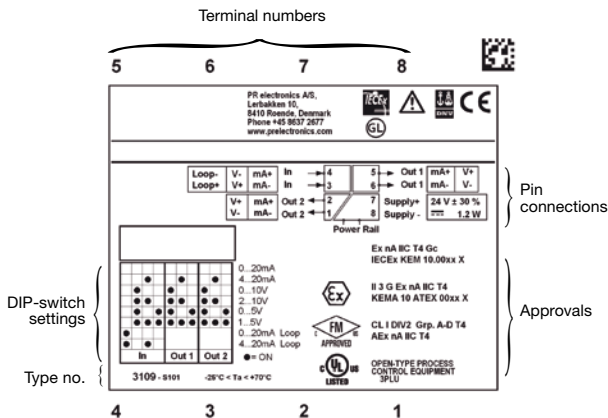 Terminal numbers
5 6 7 8
PR electronics A/S,
Lerbakken 10,
8410 Roende, Denmark
Phone +45 8637 2677
www.prelectronics.com
IECEx
GL
DNV
CE
Loop- V- mA+ In 4 5 Out 1 mA+ V+
Loop+ V+ mA- In 3 6 Out 1 mA- V-
V+ mA+ Out 2 2 7 Supply+ 24 V ± 30 %
V- mA- Out 2 1 8 Supply - 1.2 W
Power Rail
Pin
connections
Ex nA IIC T4 Gc
IECEx KEM 10.00xx X
Ex
II 3 G Ex nA IIC T4
KEMA 10 ATEX 00xx X
C FM US
APPROVED
CL I DIV2 Grp. A-D T4
AEx nA IIC T4
C UL US
LISTED
OPEN-TYPE PROCESS
CONTROL EQUIPMENT
3PLU
Approvals
DIP-switch
settings
0...20mA
4...20mA
0...10V
2...10V
0...5V
1...5V
0...20mA Loop
4...20mA Loop
In Out 1 Out 2 ●= ON
Type no.
3109 - S101 -25°C < Ta < +70°C
4 3 2 1